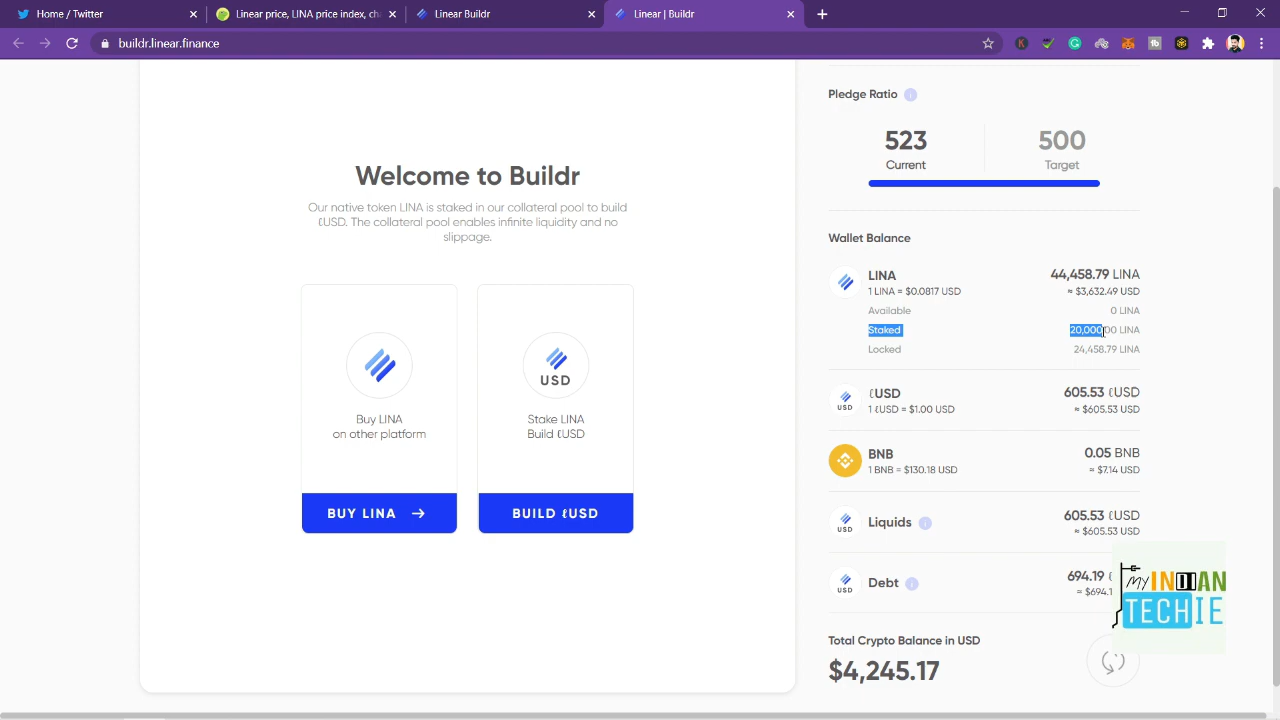 Home / Twitter
Linear price, LINA price index, ch
Linear Buildr
Linear | Buildr
buildr.linear.finance
Welcome to Buildr
Our native token LINA is staked in our collateral pool to build
ℓUSD. The collateral pool enables infinite liquidity and no
slippage.
Buy LINA
on other platform
BUY LINA →
USD
Stake LINA
Build ℓUSD
BUILD ℓUSD
Pledge Ratio
523
Current
500
Target
Wallet Balance
LINA 44,458.79 LINA
1 LINA = $0.0817 USD ≈ $3,632.49 USD
Available 0 LINA
Staked 20,000.00 LINA
Locked 24,458.79 LINA
USD
ℓUSD 605.53 ℓUSD
1 ℓUSD = $1.00 USD ≈ $605.53 USD
BNB 0.05 BNB
1 BNB = $130.18 USD ≈ $7.14 USD
USD
Liquids 605.53 ℓUSD
≈ $605.53 USD
USD
Debt 694.19
≈ $694.1
MY INDIAN
TECHIE
Total Crypto Balance in USD
$4,245.17